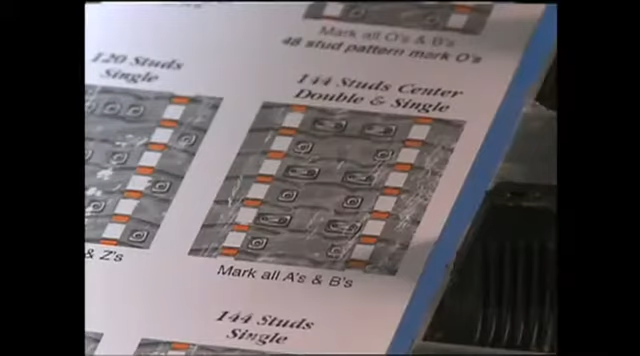 Mark all O's & B's
48 stud pattern mark O's
120 Studs
Single
144 Studs Center
Double & Single
& Z's
Mark all A's & B's
144 Studs
Single